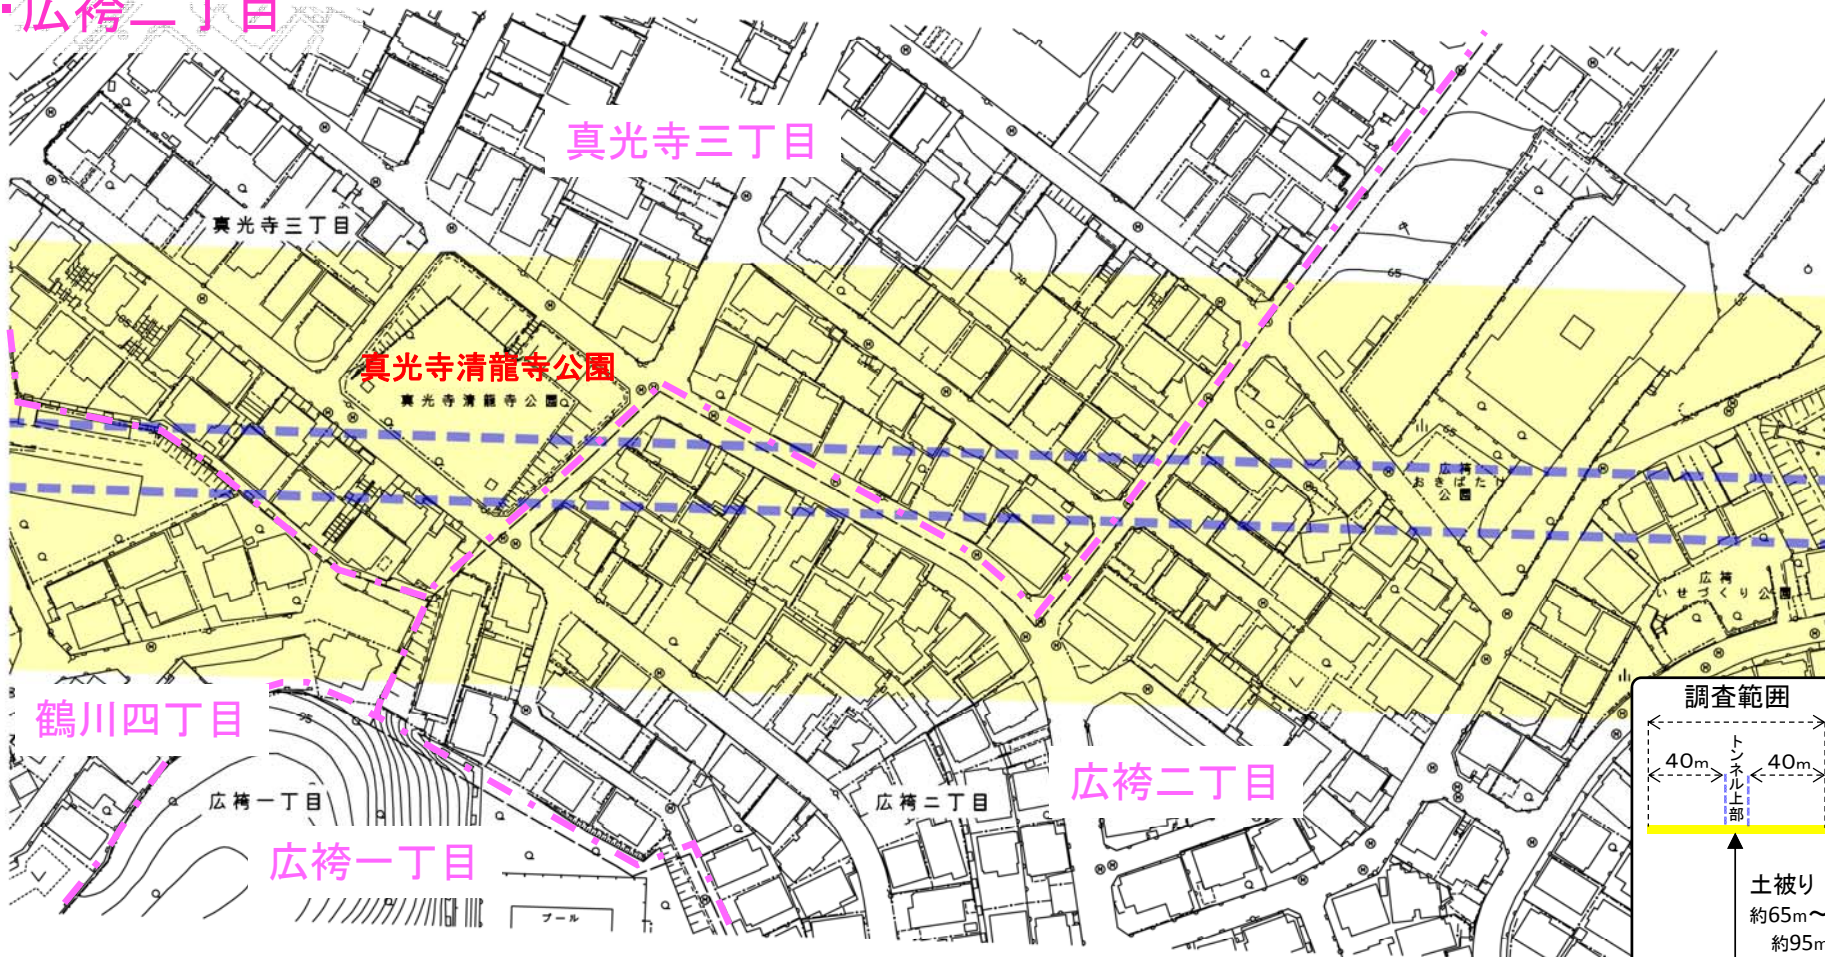 ・広袴二丁目
真光寺三丁目
真光寺三丁目
真光寺清龍寺公園
真光寺清龍寺公園
65
65
広袴
おきばたけ
公園
広袴
いせづくり公園
鶴川四丁目
75
広袴一丁目
広袴一丁目
プール
広袴二丁目
広袴二丁目
調査範囲
40m
トンネル上部
40m
土被り
約65m～
約95m